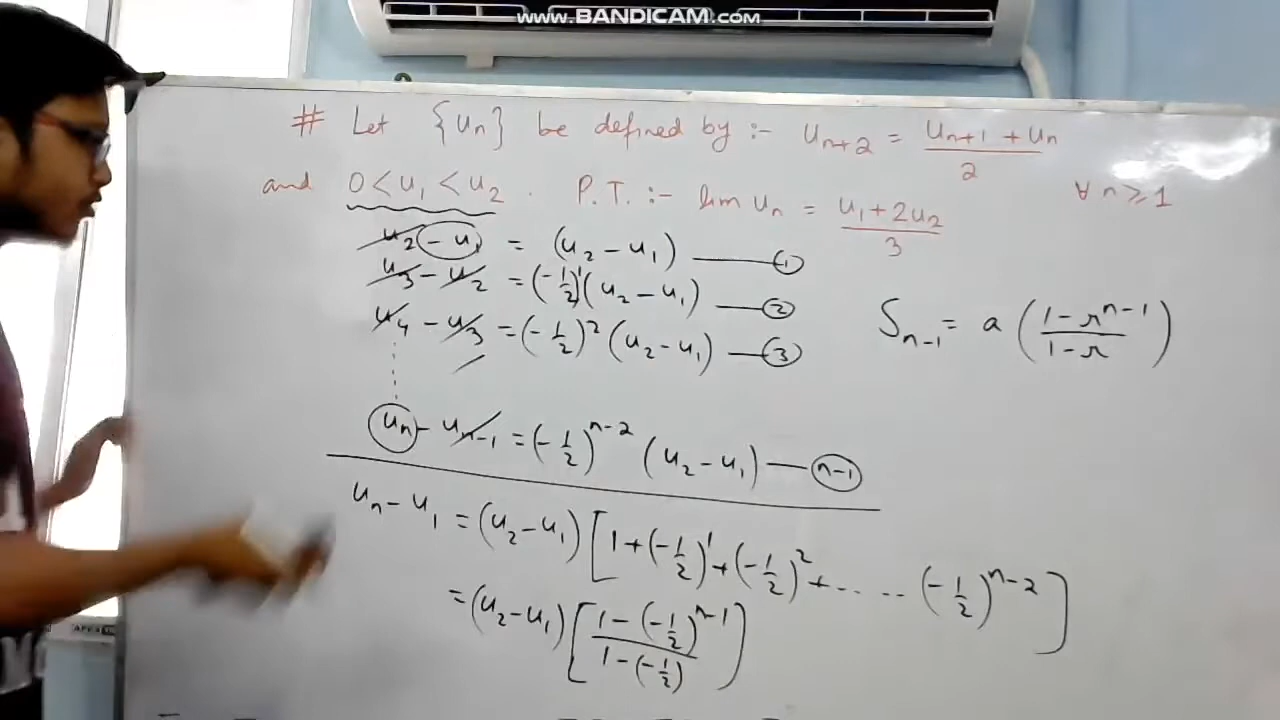 www.BANDICAM.com
# Let {uₙ} be defined by :- uₙ₊₂ = (uₙ₊₁ + uₙ)/2 ∀ n ≥ 1
and 0 < u₁ < u₂ . P.T. :- lim uₙ = (u₁ + 2u₂)/3
u₂ - u₁ = (u₂ - u₁) —— ①
u₃ - u₂ = (-1/2)¹ (u₂ - u₁) —— ②
u₄ - u₃ = (-1/2)² (u₂ - u₁) —— ③
Sₙ₋₁ = a ((1 - rⁿ⁻¹)/(1 - r))
uₙ - uₙ₋₁ = (-1/2)ⁿ⁻² (u₂ - u₁) —— (n-1)
uₙ - u₁ = (u₂ - u₁) [1 + (-1/2)¹ + (-1/2)² + ..... (-1/2)ⁿ⁻²]
= (u₂ - u₁) [(1 - (-1/2)ⁿ⁻¹)/(1 - (-1/2))]